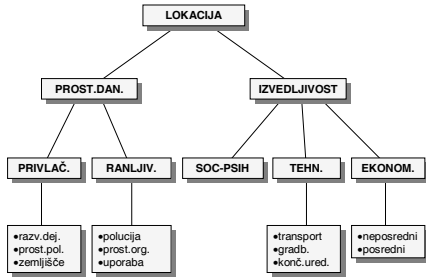 LOKACIJA
PROST.DAN.
IZVEDLJIVOST
PRIVLAČ.
RANLJIV.
SOC-PSIH
TEHN.
EKONOM.
•razv.dej.
•prost.pol.
•zemljišče
•polucija
•prost.org.
•uporaba
•transport
•gradb.
•konč.ured.
•neposredni
•posredni